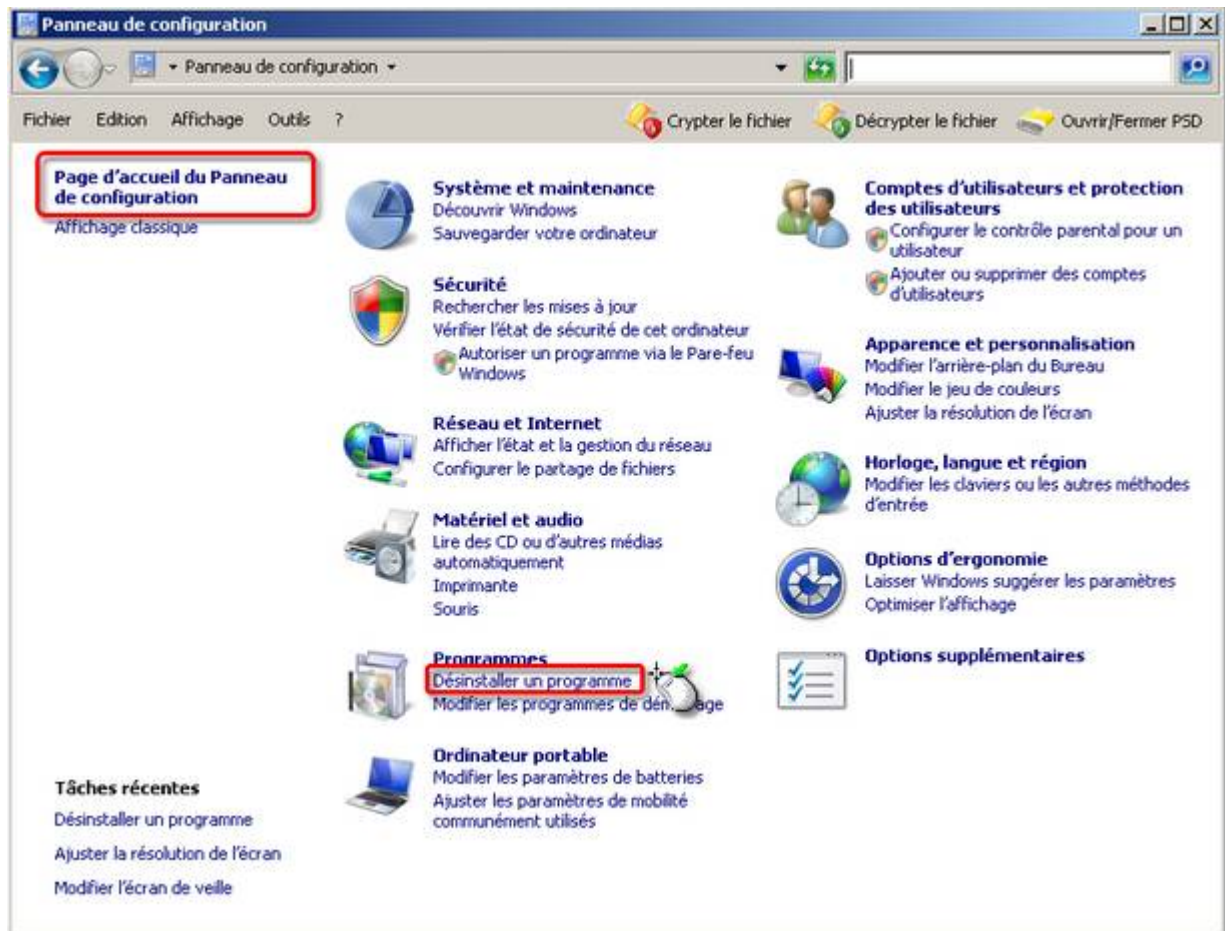 Panneau de configuration
Panneau de configuration
Fichier Edition Affichage Outils ?
Crypter le fichier Décrypter le fichier Ouvrir/Fermer PSD
Page d'accueil du Panneau
de configuration
Affichage classique
Système et maintenance
Découvrir Windows
Sauvegarder votre ordinateur
Sécurité
Rechercher les mises à jour
Vérifier l'état de sécurité de cet ordinateur
Autoriser un programme via le Pare-feu
Windows
Réseau et Internet
Afficher l'état et la gestion du réseau
Configurer le partage de fichiers
Matériel et audio
Lire des CD ou d'autres médias
automatiquement
Imprimante
Souris
Programmes
Désinstaller un programme
Modifier les programmes de
Ordinateur portable
Modifier les paramètres de batteries
Ajuster les paramètres de mobilité
communément utilisés
Comptes d'utilisateurs et protection
des utilisateurs
Configurer le contrôle parental pour un
utilisateur
Ajouter ou supprimer des comptes
d'utilisateurs
Apparence et personnalisation
Modifier l'arrière-plan du Bureau
Modifier le jeu de couleurs
Ajuster la résolution de l'écran
Horloge, langue et région
Modifier les claviers ou les autres méthodes
d'entrée
Options d'ergonomie
Laisser Windows suggérer les paramètres
Optimiser l'affichage
Options supplémentaires
Tâches récentes
Désinstaller un programme
Ajuster la résolution de l'écran
Modifier l'écran de veille